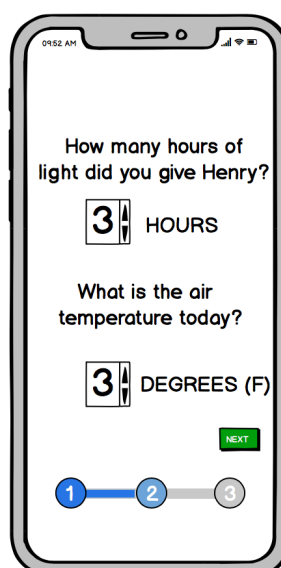 09:52 AM
How many hours of
light did you give Henry?
3 HOURS
What is the air
temperature today?
3 DEGREES (F)
NEXT
1 2 3